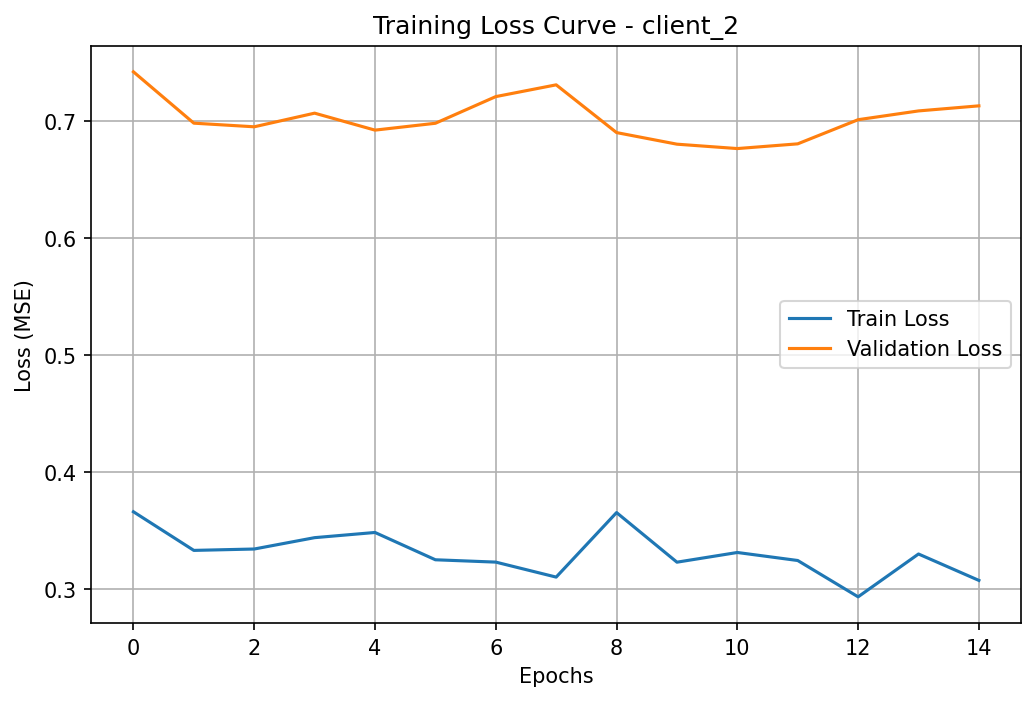 Training Loss Curve - client_2
Loss (MSE)
0.7
0.6
0.5
0.4
0.3
Train Loss
Validation Loss
0 2 4 6 8 10 12 14
Epochs